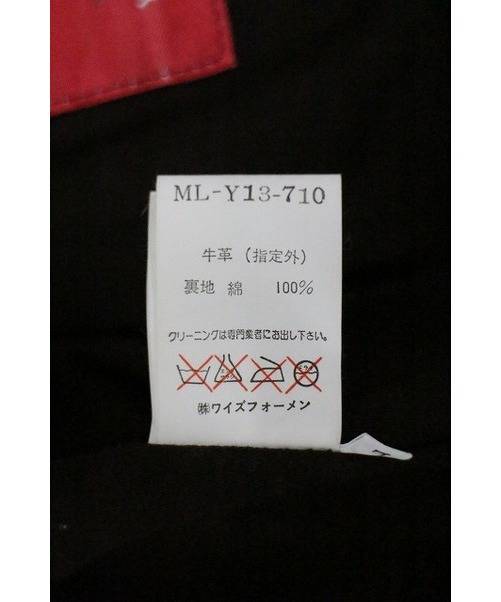 ML-Y13-710
牛革 (指定外)
裏地 綿 100%
クリーニングは専門業者にお出し下さい。
㈱ワイズフォーメン